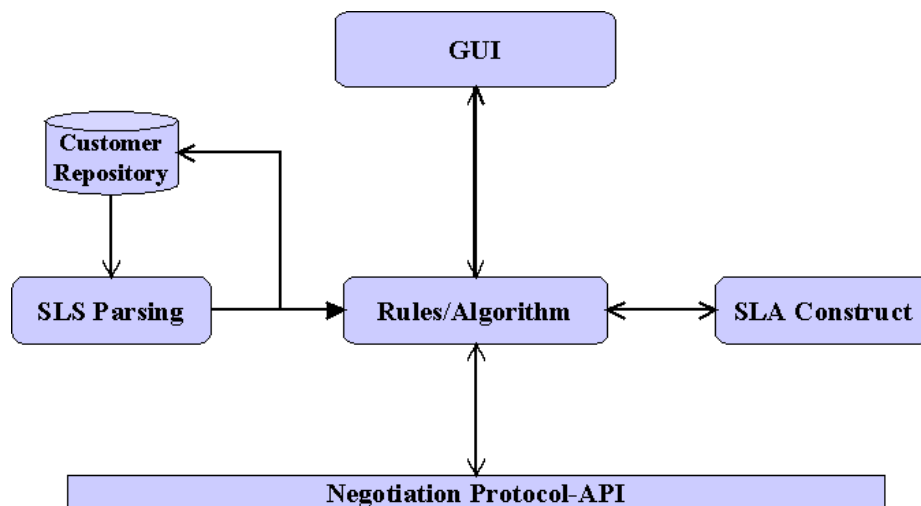 GUI
Customer
Repository
SLS Parsing
Rules/Algorithm
SLA Construct
Negotiation Protocol-API